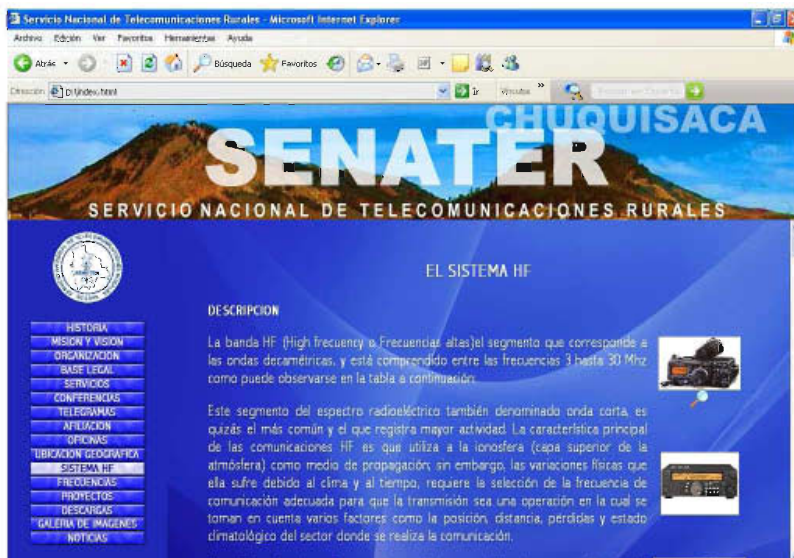 Servicio Nacional de Telecomunicaciones Rurales - Microsoft Internet Explorer
Archivo Edición Ver Favoritos Herramientas Ayuda
Atrás Búsqueda Favoritos
Dirección D:\index.html Ir Vínculos »
CHUQUISACA
SENATER
SERVICIO NACIONAL DE TELECOMUNICACIONES RURALES
EL SISTEMA HF
DESCRIPCION
HISTORIA
MISION Y VISION
ORGANIZACION
BASE LEGAL
SERVICIOS
CONFERENCIAS
TELEGRAMAS
AFILIACION
OFICINAS
UBICACION GEOGRAFICA
SISTEMA HF
FRECUENCIAS
PROYECTOS
DESCARGAS
GALERIA DE IMAGENES
NOTICIAS
La banda HF (High frecuency o Frecuencias altas)el segmento que corresponde a
las ondas decamétricas, y está comprendido entre las frecuencias 3 hasta 30 Mhz
como puede observarse en la tabla a continuación:
Este segmento del espectro radioeléctrico también denominado onda corta, es
quizás el más común y el que registra mayor actividad. La característica principal
de las comunicaciones HF es que utiliza a la ionosfera (capa superior de la
atmósfera) como medio de propagación; sin embargo, las variaciones físicas que
ella sufre debido al clima y al tiempo, requiere la selección de la frecuencia de
comunicación adecuada para que la transmisión sea una operación en la cual se
toman en cuenta varios factores como la posición, distancia, pérdidas y estado
climatológico del sector donde se realiza la comunicación.